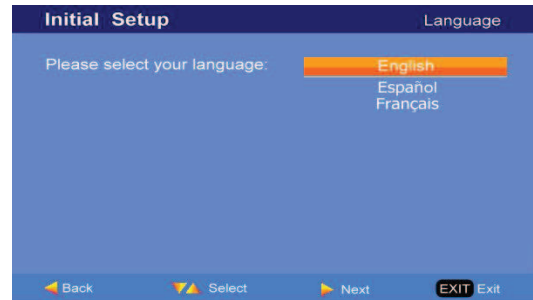 Initial Setup Language
Please select your language: English
Español
Français
Back Select Next EXIT Exit